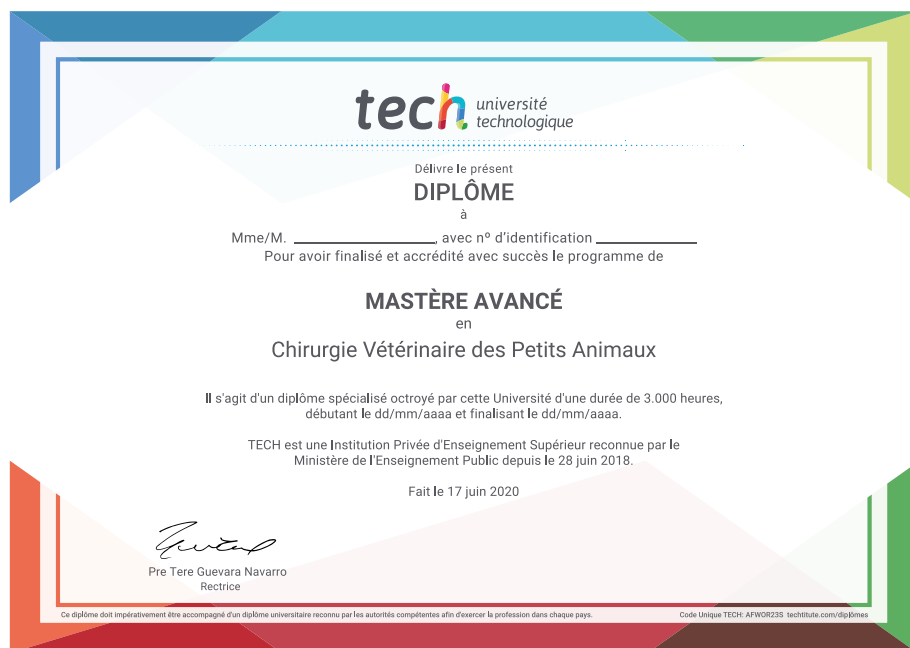 tech université
technologique
Délivre le présent
DIPLÔME
à
Mme/M. ____________, avec nº d'identification ____________
Pour avoir finalisé et accrédité avec succès le programme de
MASTÈRE AVANCÉ
en
Chirurgie Vétérinaire des Petits Animaux
Il s'agit d'un diplôme spécialisé octroyé par cette Université d'une durée de 3.000 heures,
débutant le dd/mm/aaaa et finalisant le dd/mm/aaaa.
TECH est une Institution Privée d'Enseignement Supérieur reconnue par le
Ministère de l'Enseignement Public depuis le 28 juin 2018.
Fait le 17 juin 2020
Pre Tere Guevara Navarro
Rectrice
Ce diplôme doit impérativement être accompagné d'un diplôme universitaire reconnu par les autorités compétentes afin d'exercer la profession dans chaque pays.
Code Unique TECH: AFWOR23S techtitute.com/diplômes